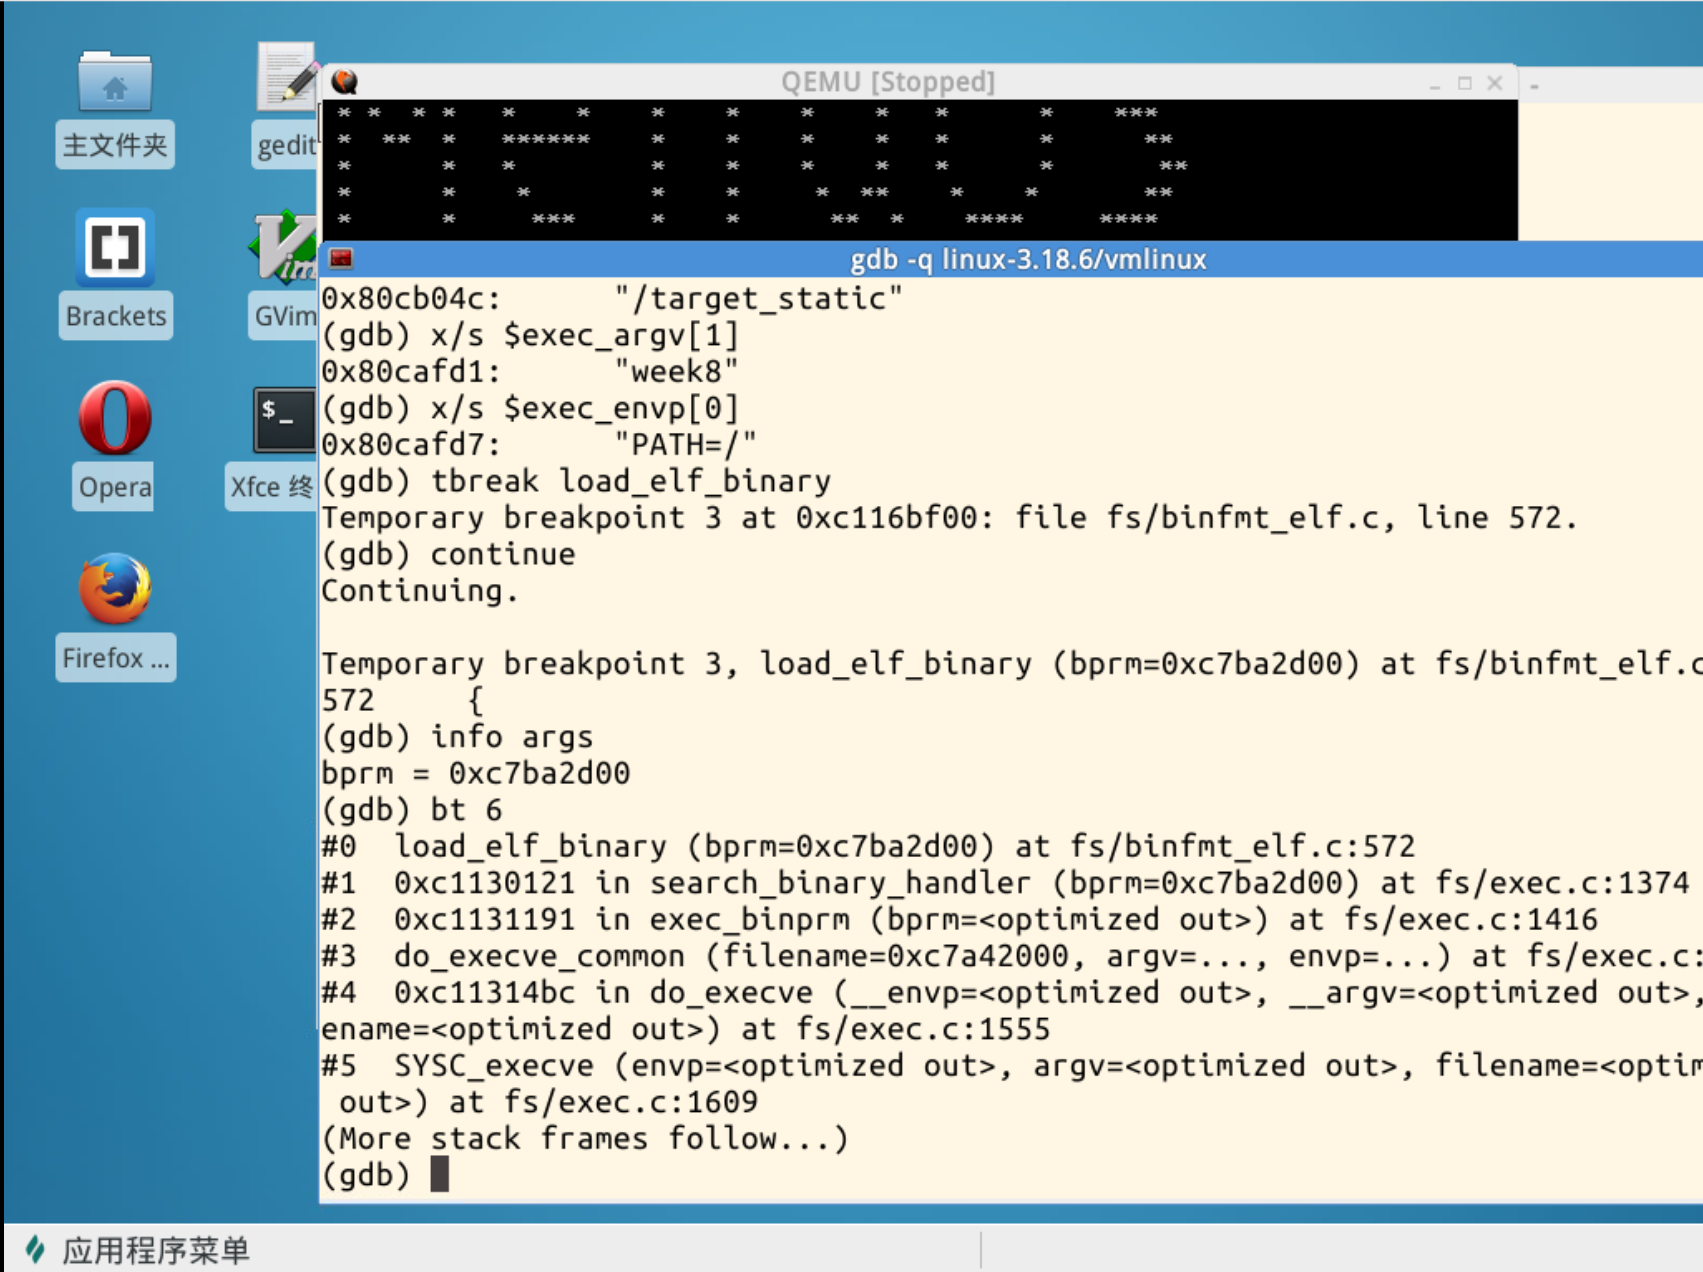 主文件夹
gedit
Brackets
GVim
Opera
Xfce 终
Firefox ...
$_
QEMU [Stopped]
* *  * *   *    *    *    *    *    *   *      *    ***
*  **  *   ******    *    *    *    *   *      *      **
*      *   *         *    *    *    *   *      *       **
*      *    *        *    *     *  **    *    *       **
*      *     ***     *    *      ** *     ****     ****
gdb -q linux-3.18.6/vmlinux
0x80cb04c:      "/target_static"
(gdb) x/s $exec_argv[1]
0x80cafd1:      "week8"
(gdb) x/s $exec_envp[0]
0x80cafd7:      "PATH=/"
(gdb) tbreak load_elf_binary
Temporary breakpoint 3 at 0xc116bf00: file fs/binfmt_elf.c, line 572.
(gdb) continue
Continuing.
Temporary breakpoint 3, load_elf_binary (bprm=0xc7ba2d00) at fs/binfmt_elf.c
572     {
(gdb) info args
bprm = 0xc7ba2d00
(gdb) bt 6
#0  load_elf_binary (bprm=0xc7ba2d00) at fs/binfmt_elf.c:572
#1  0xc1130121 in search_binary_handler (bprm=0xc7ba2d00) at fs/exec.c:1374
#2  0xc1131191 in exec_binprm (bprm=<optimized out>) at fs/exec.c:1416
#3  do_execve_common (filename=0xc7a42000, argv=..., envp=...) at fs/exec.c:
#4  0xc11314bc in do_execve (__envp=<optimized out>, __argv=<optimized out>,
ename=<optimized out>) at fs/exec.c:1555
#5  SYSC_execve (envp=<optimized out>, argv=<optimized out>, filename=<optim
 out>) at fs/exec.c:1609
(More stack frames follow...)
(gdb)
应用程序菜单